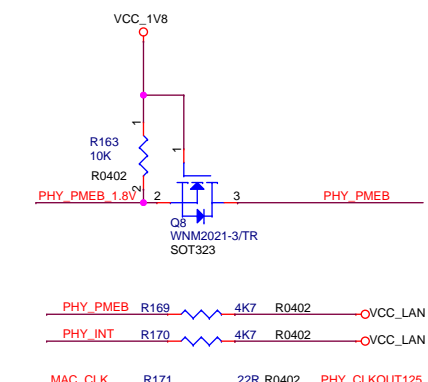 VCC_1V8
1
R163
10K
1
R0402
2
PHY_PMEB_1.8V 2 3 PHY_PMEB
Q8
WNM2021-3/TR
SOT323
PHY_PMEB R169 4K7 R0402 VCC_LAN
PHY_INT R170 4K7 R0402 VCC_LAN
MAC_CLK R171 22R R0402 PHY_CLKOUT125